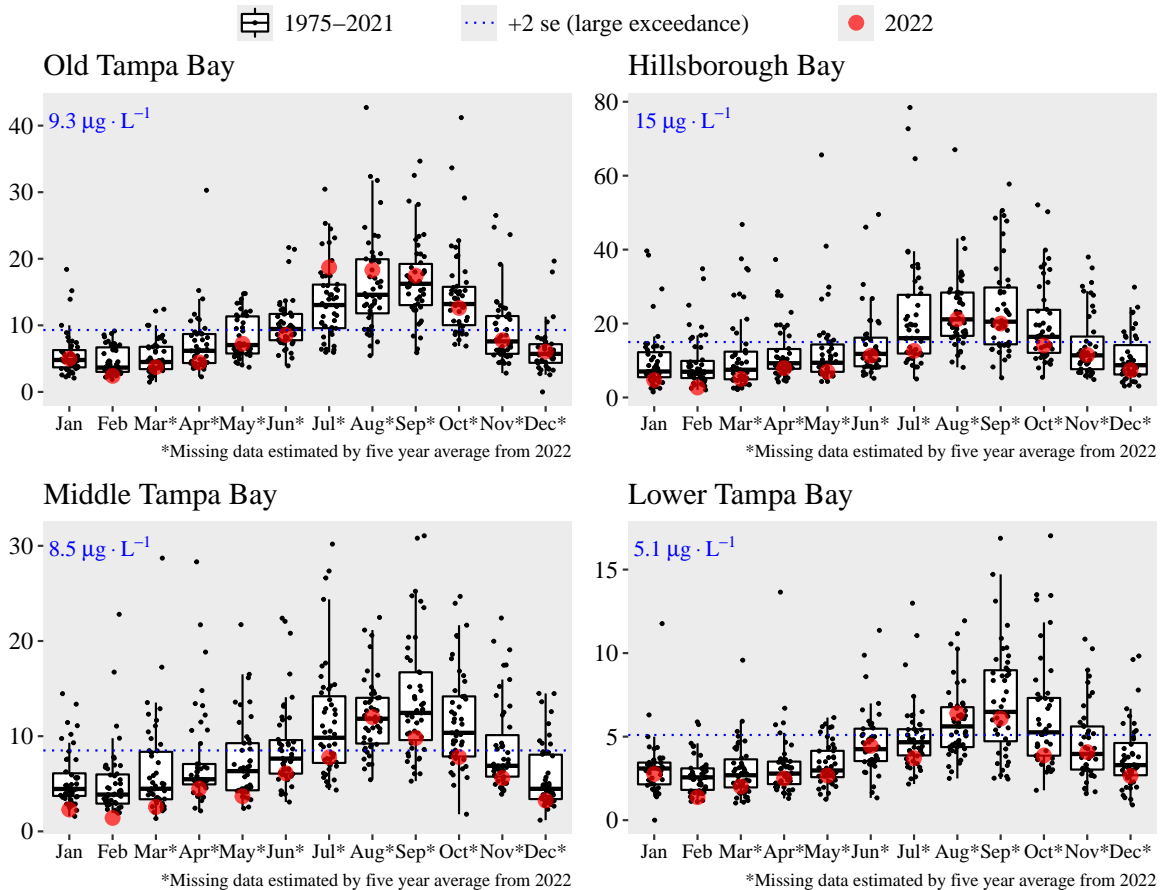 1975–2021 +2 se (large exceedance) 2022
Old Tampa Bay
9.3 μg · L⁻¹
40
30
20
10
0
Jan Feb Mar* Apr* May* Jun* Jul* Aug* Sep* Oct* Nov* Dec*
*Missing data estimated by five year average from 2022
Hillsborough Bay
15 μg · L⁻¹
80
60
40
20
0
Jan Feb Mar* Apr* May* Jun* Jul* Aug* Sep* Oct* Nov* Dec*
*Missing data estimated by five year average from 2022
Middle Tampa Bay
8.5 μg · L⁻¹
30
20
10
0
Jan Feb Mar* Apr* May* Jun* Jul* Aug* Sep* Oct* Nov* Dec*
*Missing data estimated by five year average from 2022
Lower Tampa Bay
5.1 μg · L⁻¹
15
10
5
0
Jan Feb Mar* Apr* May* Jun* Jul* Aug* Sep* Oct* Nov* Dec*
*Missing data estimated by five year average from 2022